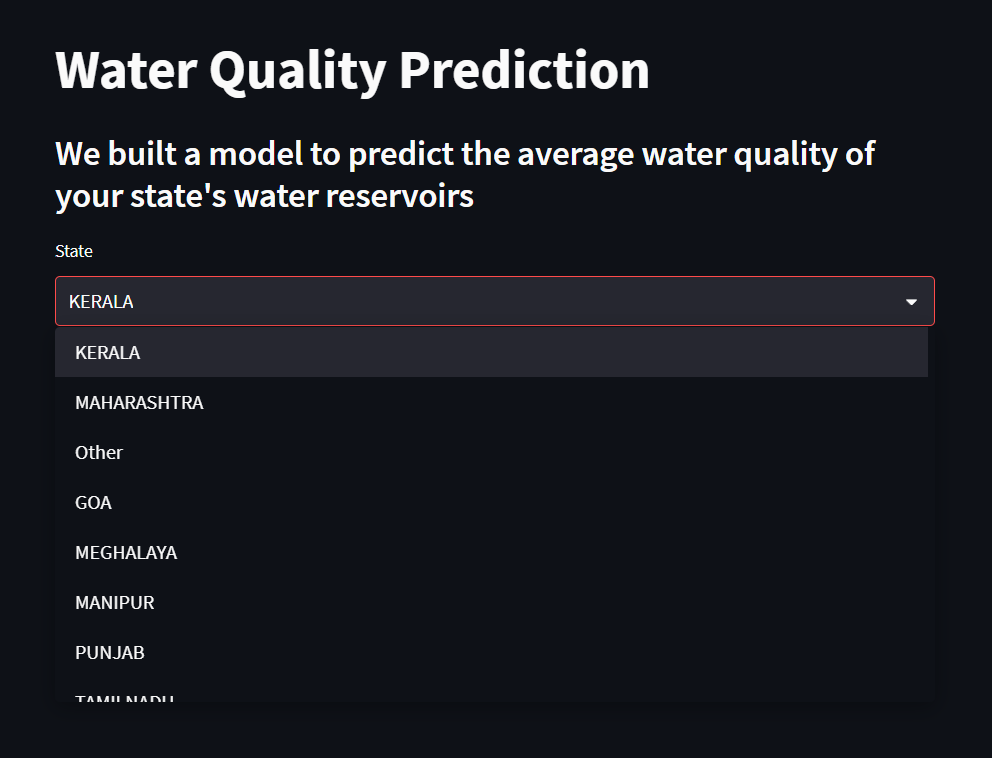 Water Quality Prediction
We built a model to predict the average water quality of
your state's water reservoirs
State
KERALA
KERALA
MAHARASHTRA
Other
GOA
MEGHALAYA
MANIPUR
PUNJAB
TAMILNADU